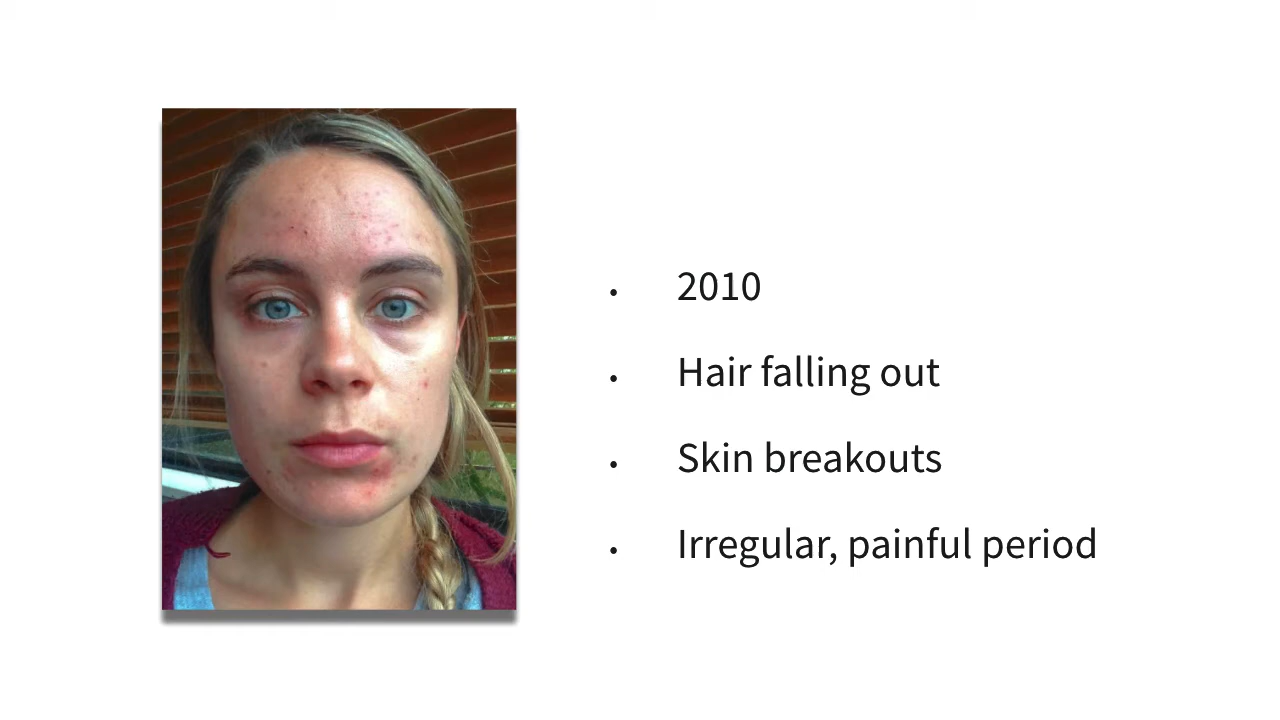 • 2010
• Hair falling out
• Skin breakouts
• Irregular, painful period